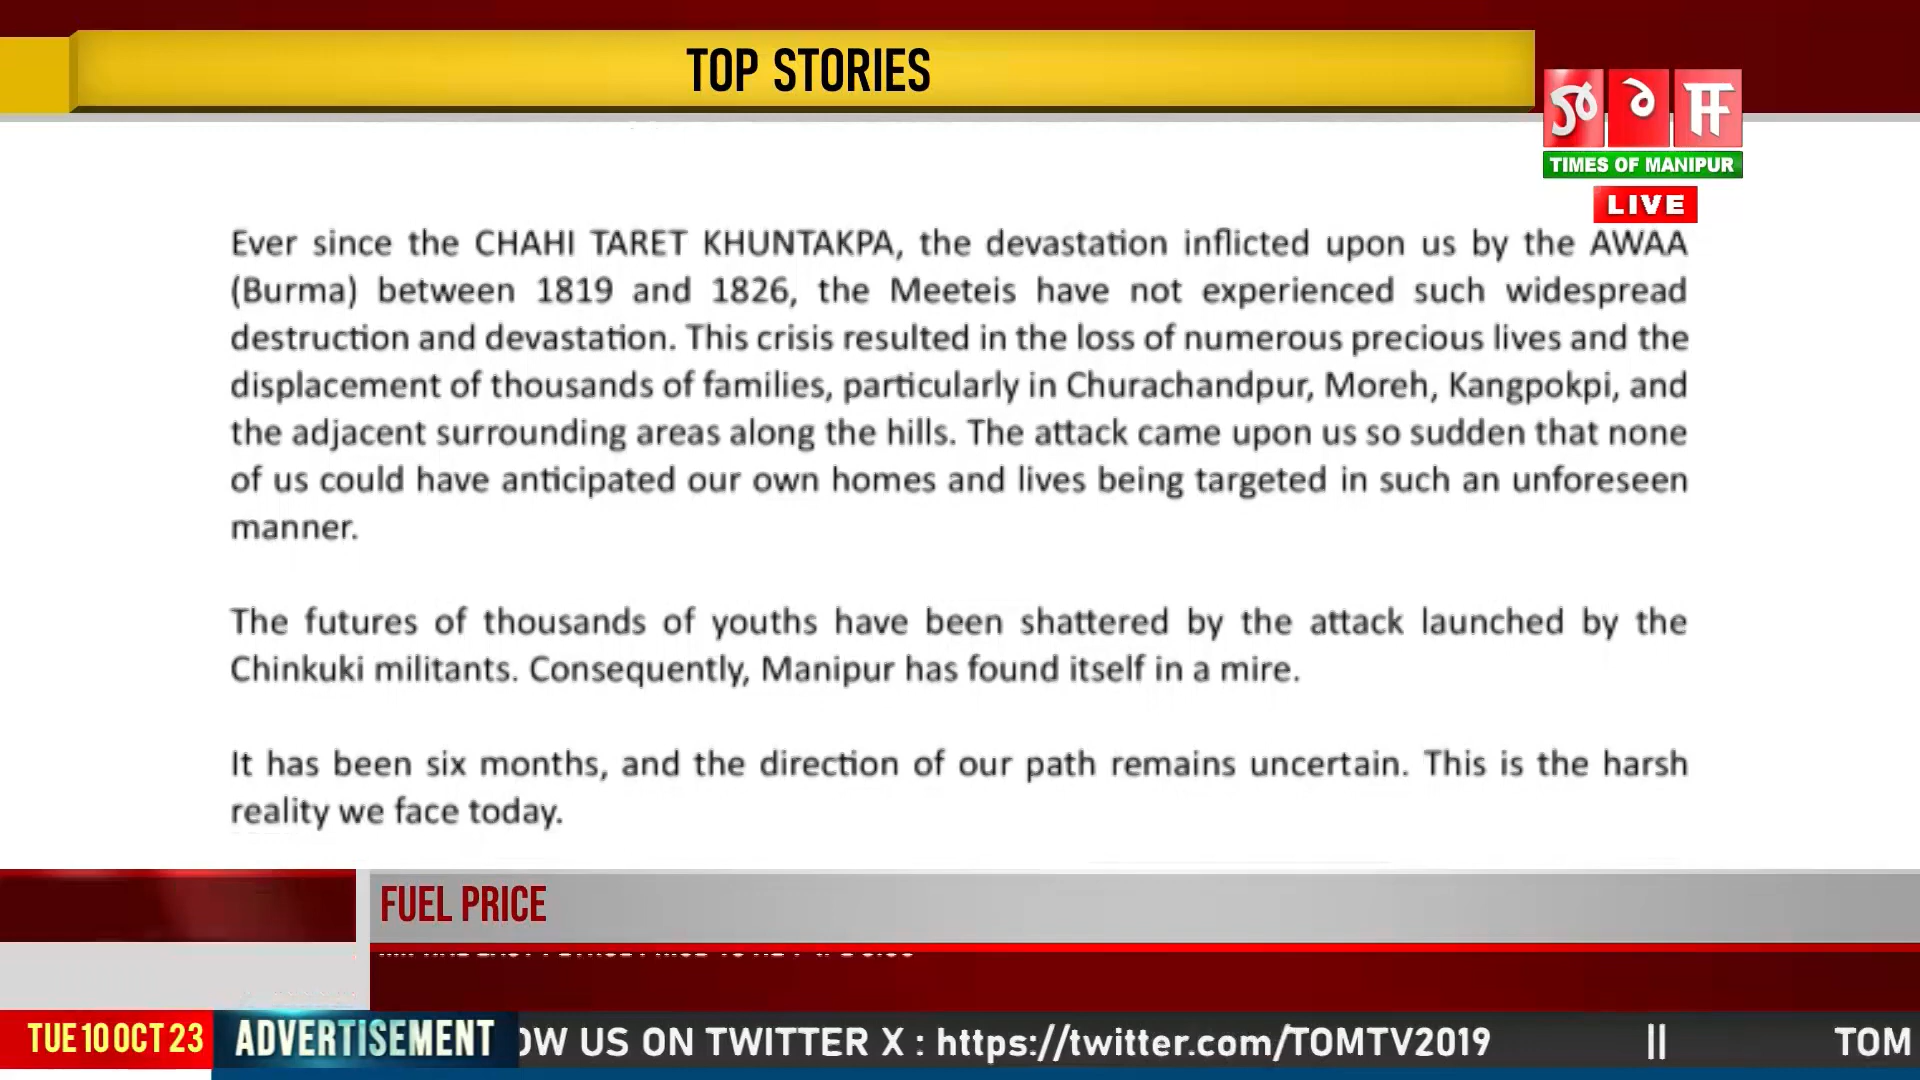 TOP STORIES
TIMES OF MANIPUR
LIVE
Ever since the CHAHI TARET KHUNTAKPA, the devastation inflicted upon us by the AWAA
(Burma) between 1819 and 1826, the Meeteis have not experienced such widespread
destruction and devastation. This crisis resulted in the loss of numerous precious lives and the
displacement of thousands of families, particularly in Churachandpur, Moreh, Kangpokpi, and
the adjacent surrounding areas along the hills. The attack came upon us so sudden that none
of us could have anticipated our own homes and lives being targeted in such an unforeseen
manner.
The futures of thousands of youths have been shattered by the attack launched by the
Chinkuki militants. Consequently, Manipur has found itself in a mire.
It has been six months, and the direction of our path remains uncertain. This is the harsh
reality we face today.
FUEL PRICE
TUE 10 OCT 23
ADVERTISEMENT
OW US ON TWITTER X : https://twitter.com/TOMTV2019 || TOM